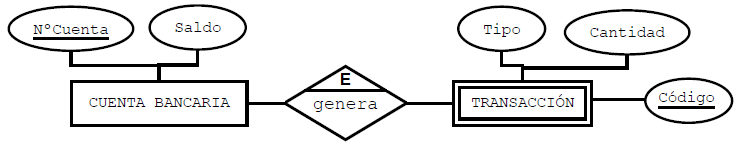 NºCuenta
Saldo
Tipo
Cantidad
E
CUENTA BANCARIA
genera
TRANSACCIÓN
Código